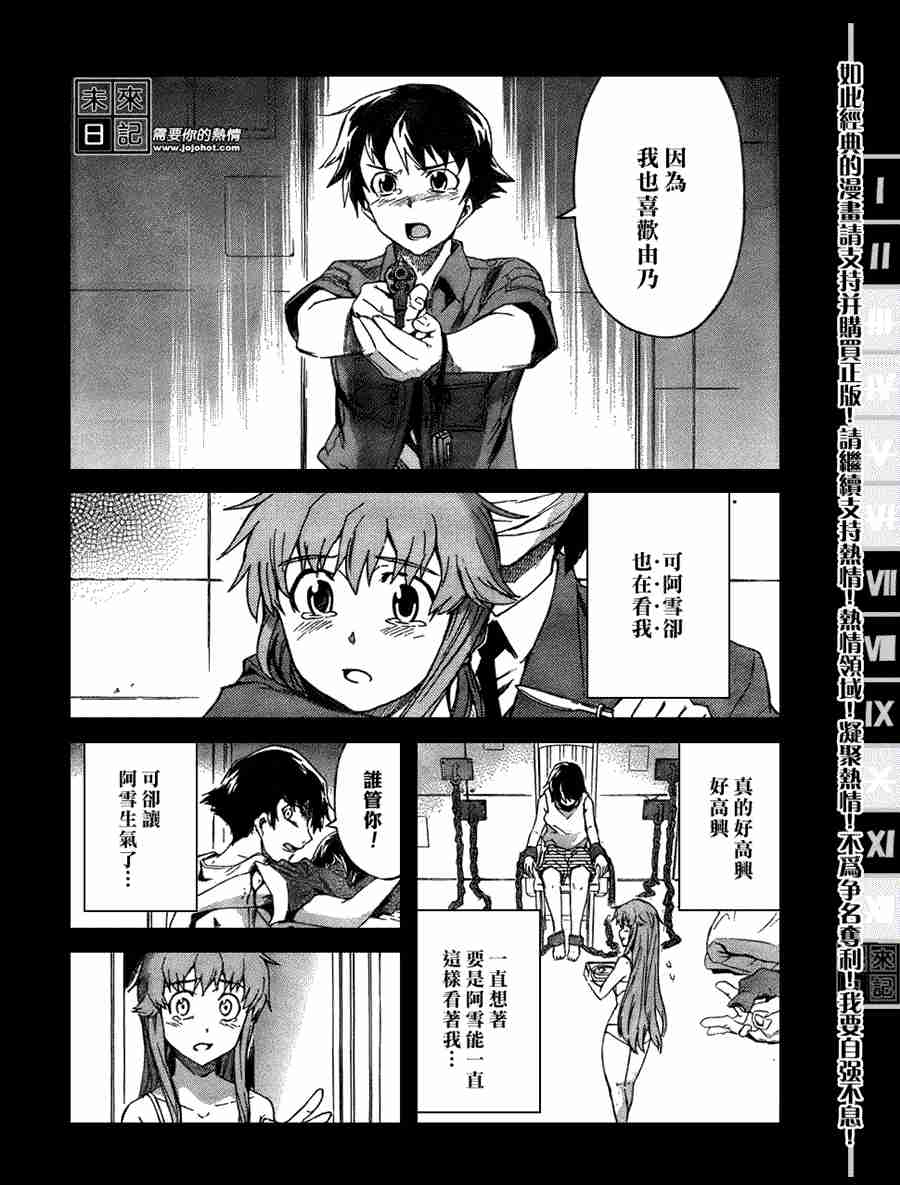 未來
日記
需要你的熱情
www.jojohot.com
因為
我也喜歡由乃
可阿雪卻
也在看我
真的好高興
好高興
一直想著
要是阿雪能一直
這樣看著我…
誰管你!
可卻讓
阿雪生氣了…
如此經典的漫畫請支持并購買正版!請繼續支持熱情!熱情領域!凝聚熱情!不爲争名奪利!我要自强不息!
I
II
III
IV
V
VI
VII
VIII
IX
X
XI
來
記